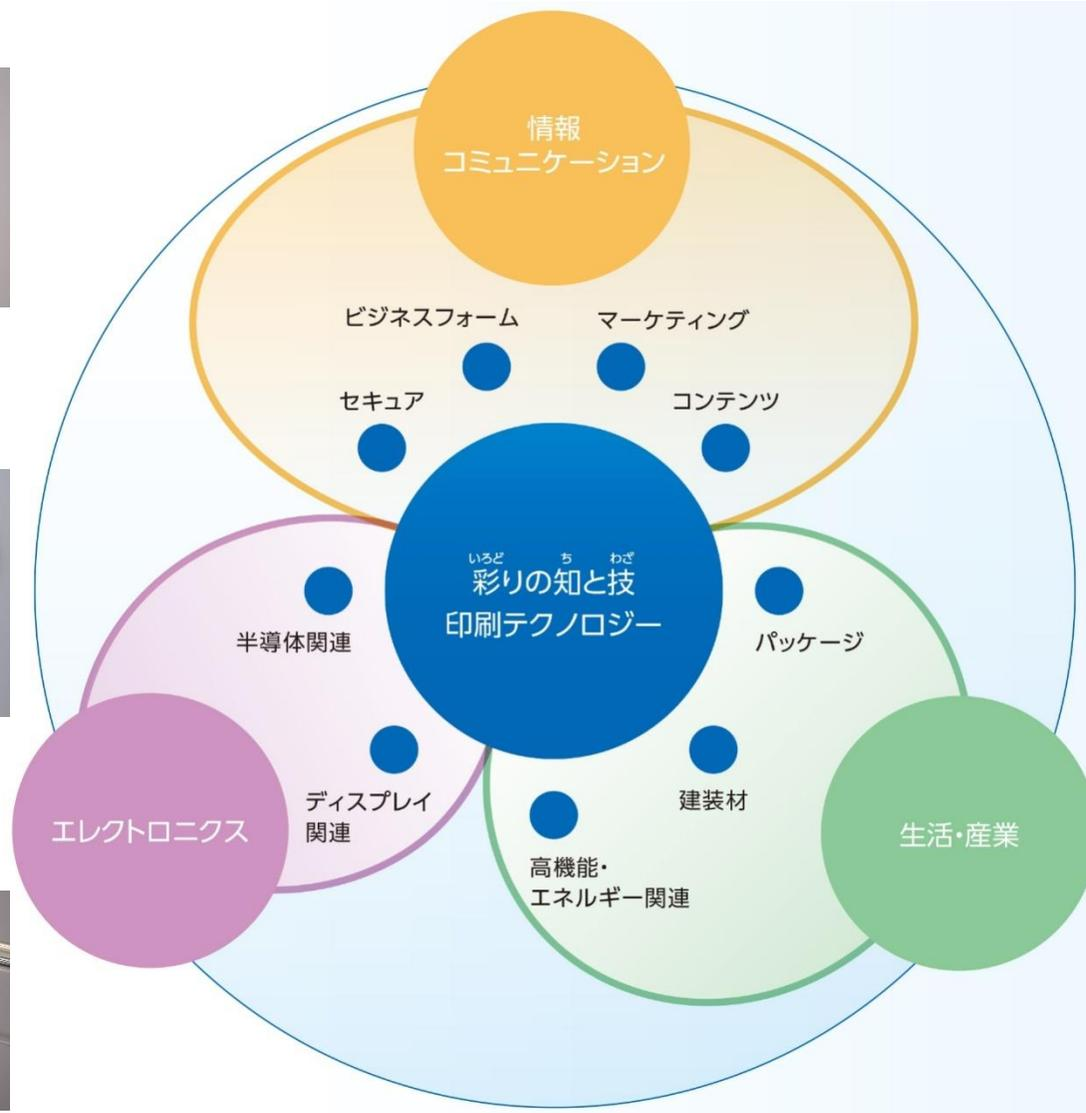 情報
コミュニケーション
ビジネスフォーム
マーケティング
セキュア
コンテンツ
いろど ち わざ
彩りの知と技
印刷テクノロジー
半導体関連
パッケージ
ディスプレイ
関連
建装材
エレクトロニクス
生活・産業
高機能・
エネルギー関連